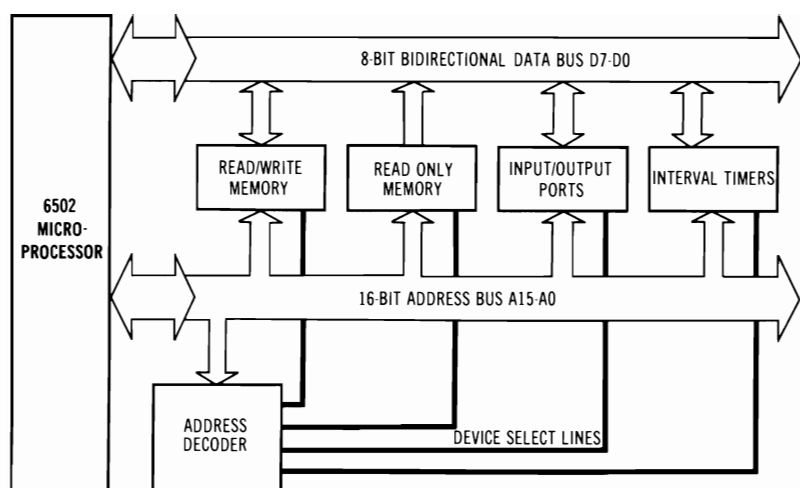 8-BIT BIDIRECTIONAL DATA BUS D7-D0
READ/WRITE
MEMORY
READ ONLY
MEMORY
INPUT/OUTPUT
PORTS
INTERVAL TIMERS
6502
MICRO-
PROCESSOR
16-BIT ADDRESS BUS A15-A0
ADDRESS
DECODER
DEVICE SELECT LINES